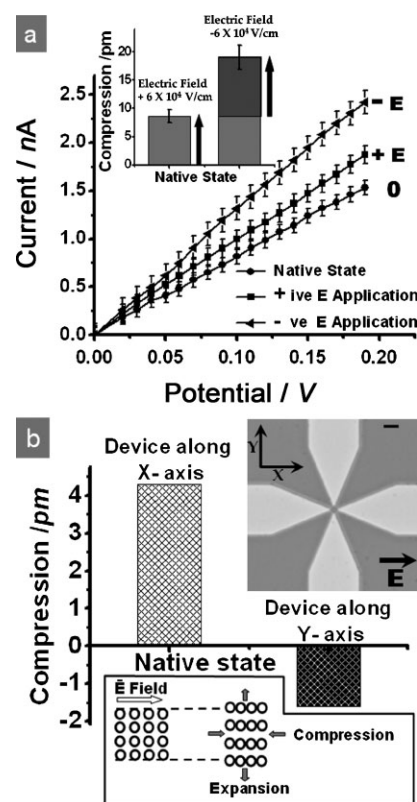 a
Electric Field
-6 X 10⁴ V/cm
Electric Field
+ 6 X 10⁴ V/cm
Compression /pm
25
20
15
10
5
0
Native State
Current / nA
2.5
2.0
1.5
1.0
0.5
0.0
- E
+ E
0
Native State
+ ive E Application
- ve E Application
0.00 0.05 0.10 0.15 0.20
Potential / V
b
Device along
X- axis
Y
X
E
Compression /pm
4
3
2
1
0
-1
-2
Device along
Y-axis
Native state
E Field
Compression
Expansion